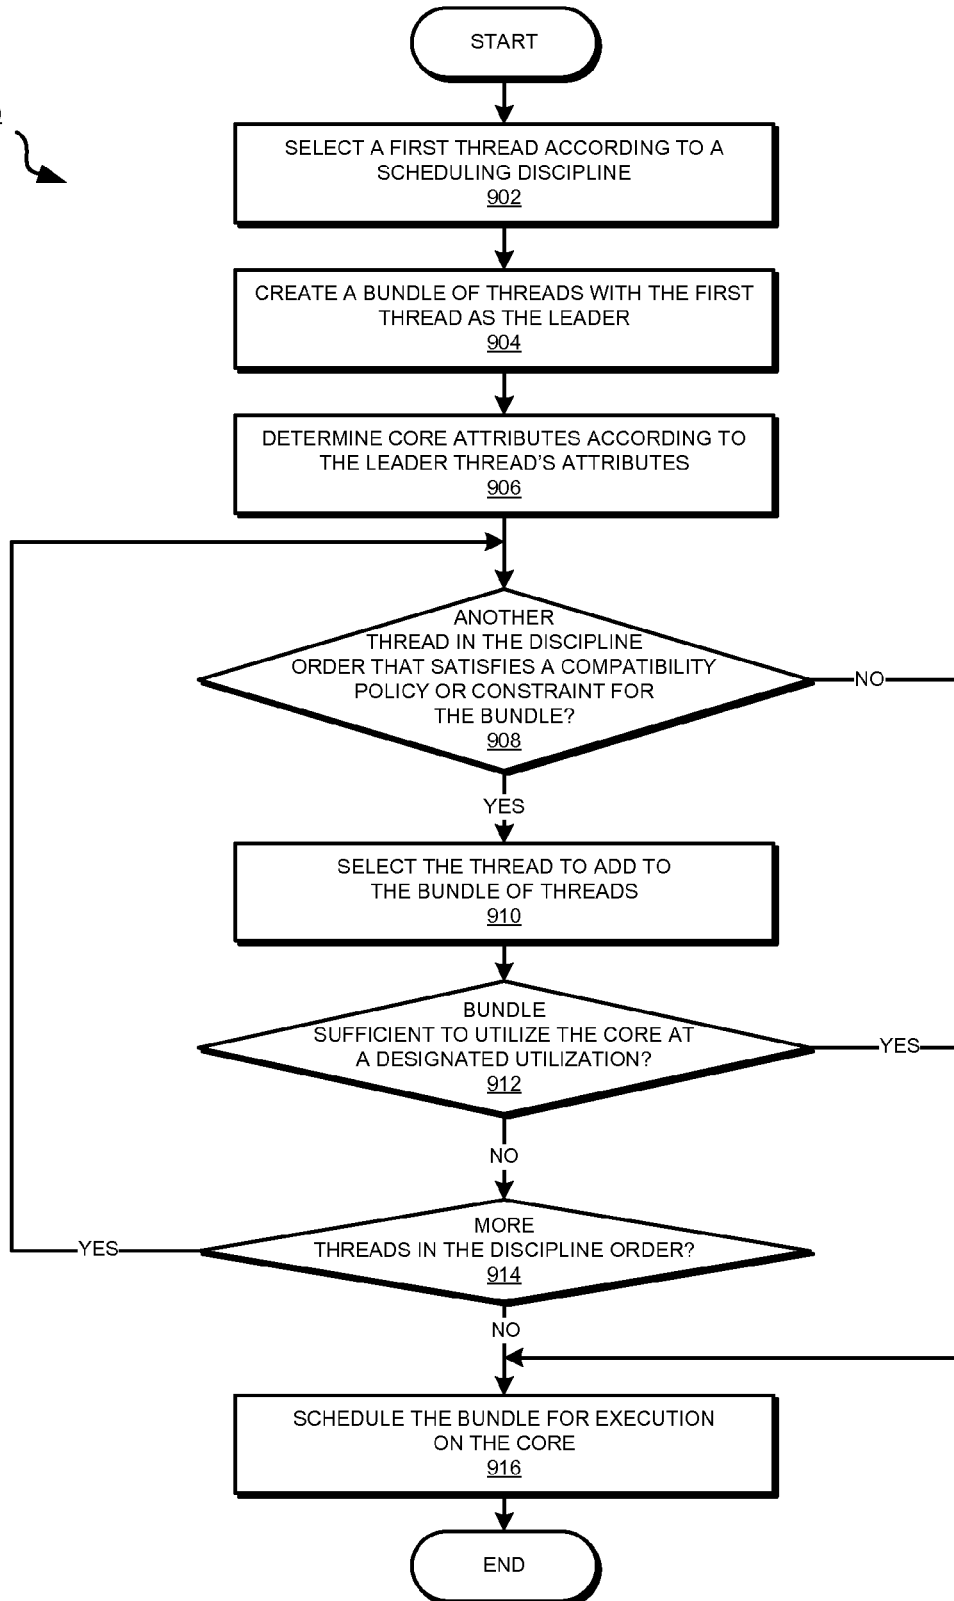 START
SELECT A FIRST THREAD ACCORDING TO A
SCHEDULING DISCIPLINE
902
CREATE A BUNDLE OF THREADS WITH THE FIRST
THREAD AS THE LEADER
904
DETERMINE CORE ATTRIBUTES ACCORDING TO
THE LEADER THREAD'S ATTRIBUTES
906
ANOTHER
THREAD IN THE DISCIPLINE
ORDER THAT SATISFIES A COMPATIBILITY
POLICY OR CONSTRAINT FOR
THE BUNDLE?
908
NO
YES
SELECT THE THREAD TO ADD TO
THE BUNDLE OF THREADS
910
BUNDLE
SUFFICIENT TO UTILIZE THE CORE AT
A DESIGNATED UTILIZATION?
912
YES
NO
MORE
THREADS IN THE DISCIPLINE ORDER?
914
YES
NO
SCHEDULE THE BUNDLE FOR EXECUTION
ON THE CORE
916
END